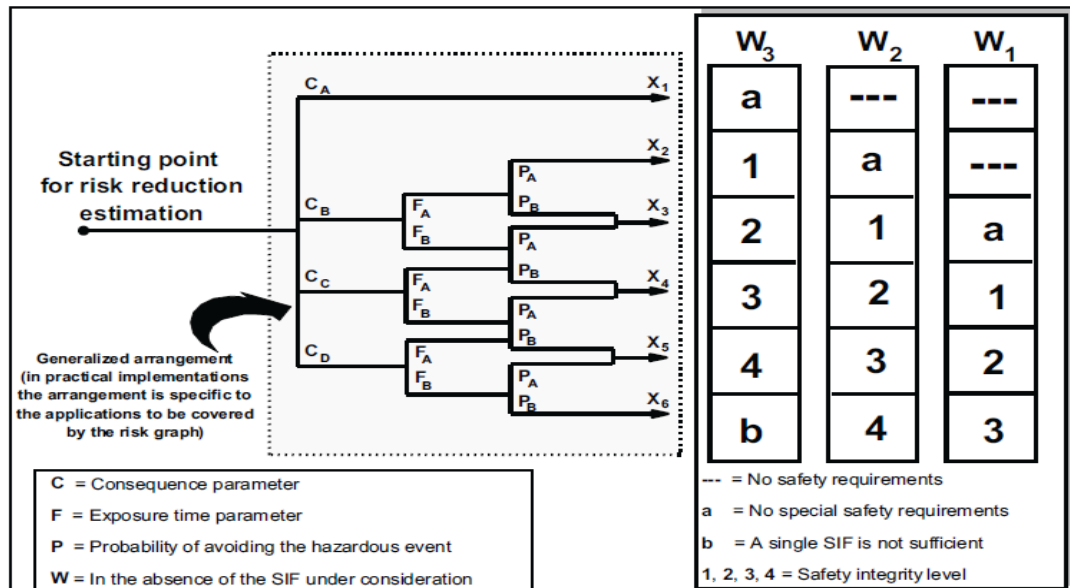 W3 W2 W1
CA X1
a --- ---
X2
Starting point
for risk reduction
estimation
PA
1 a ---
CB FA PB X3
FB PA
2 1 a
CC FA PB X4
FB PA
3 2 1
PB X5
CD FA
FB PA
4 3 2
PB X6
b 4 3
Generalized arrangement
(in practical implementations
the arrangement is specific to
the applications to be covered
by the risk graph)
C = Consequence parameter
F = Exposure time parameter
P = Probability of avoiding the hazardous event
W = In the absence of the SIF under consideration
--- = No safety requirements
a = No special safety requirements
b = A single SIF is not sufficient
1, 2, 3, 4 = Safety integrity level